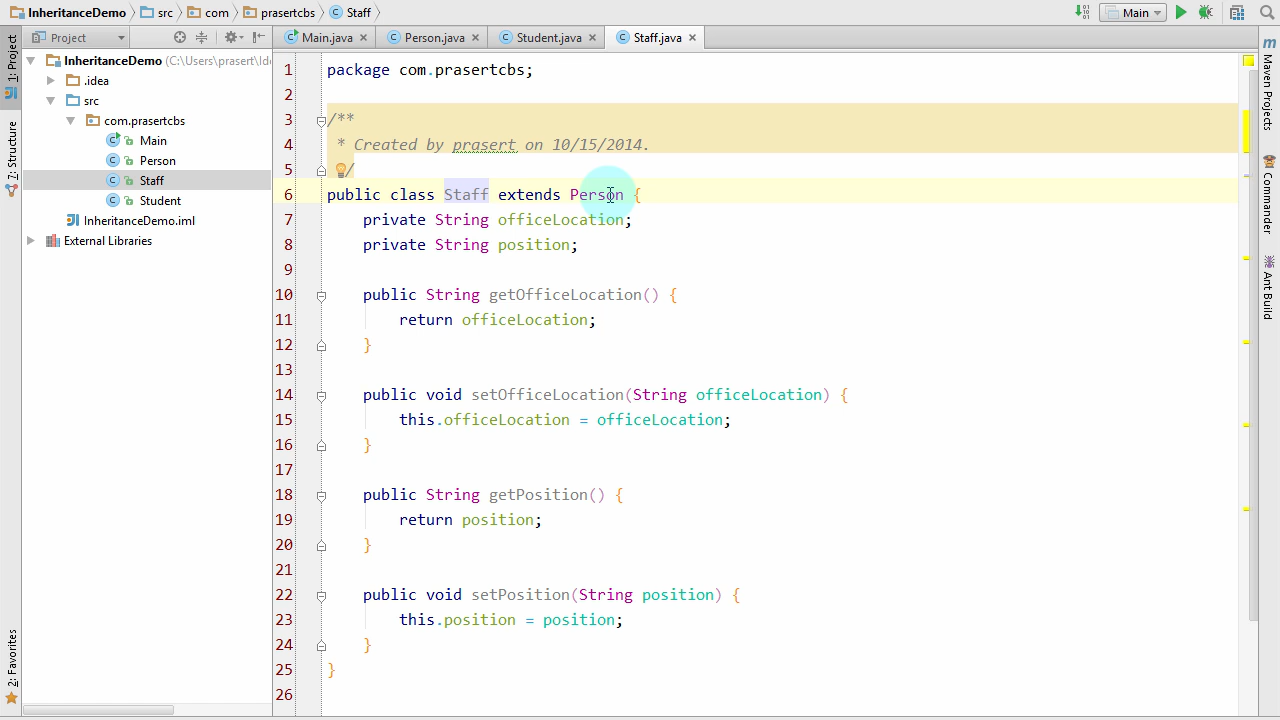 InheritanceDemo src com prasertcbs Staff
Main
Project
Main.java
Person.java
Student.java
Staff.java
1: Project
7: Structure
2: Favorites
InheritanceDemo (C:\Users\prasert\Ide
.idea
src
com.prasertcbs
Main
Person
Staff
Student
InheritanceDemo.iml
External Libraries
1 package com.prasertcbs;
2
3 /**
4 * Created by prasert on 10/15/2014.
5 */
6 public class Staff extends Person {
7 private String officeLocation;
8 private String position;
9
10 public String getOfficeLocation() {
11 return officeLocation;
12 }
13
14 public void setOfficeLocation(String officeLocation) {
15 this.officeLocation = officeLocation;
16 }
17
18 public String getPosition() {
19 return position;
20 }
21
22 public void setPosition(String position) {
23 this.position = position;
24 }
25 }
26
Maven Projects
Commander
Ant Build